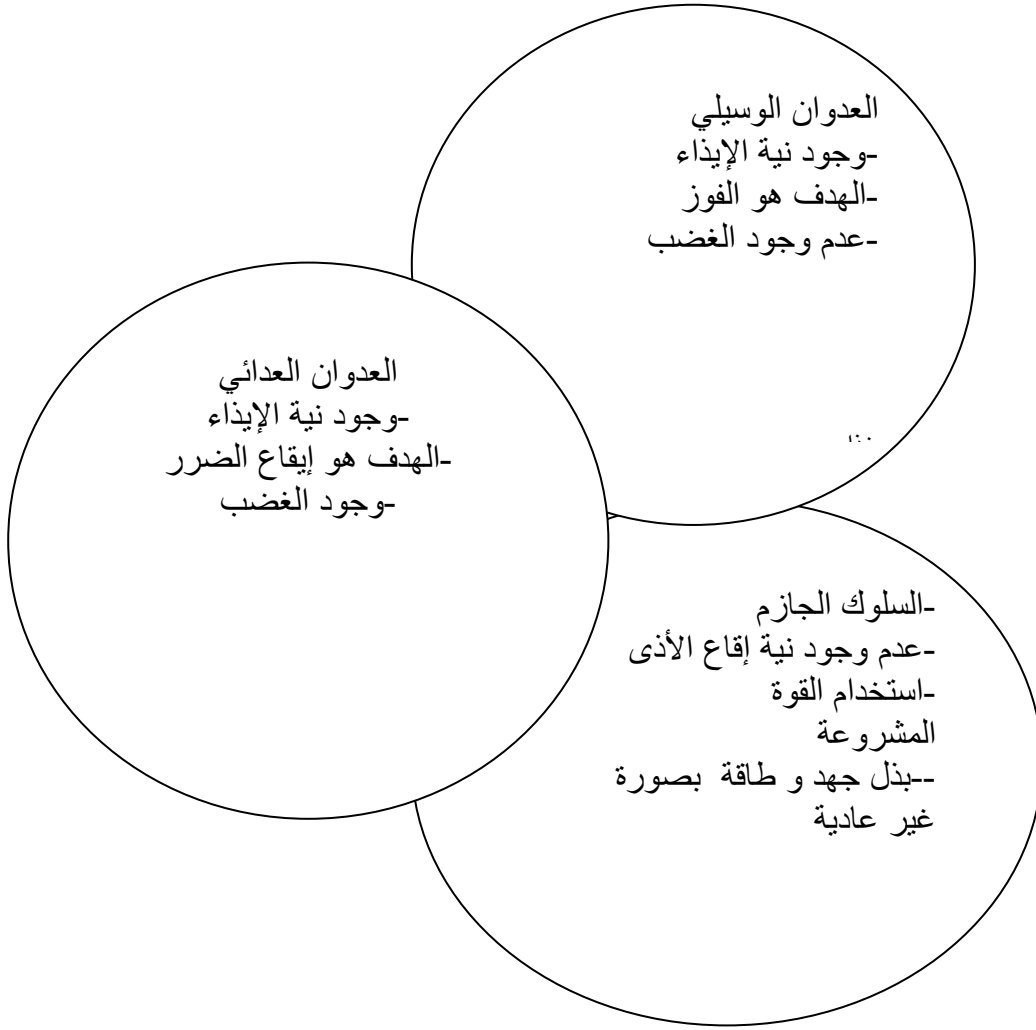 العدوان الوسيلي
-وجود نية الإيذاء
-الهدف هو الفوز
-عدم وجود الغضب
العدوان العدائي
-وجود نية الإيذاء
-الهدف هو إيقاع الضرر
-وجود الغضب
-السلوك الجازم
-عدم وجود نية إقاع الأذى
-استخدام القوة
المشروعة
--بذل جهد و طاقة بصورة
غير عادية